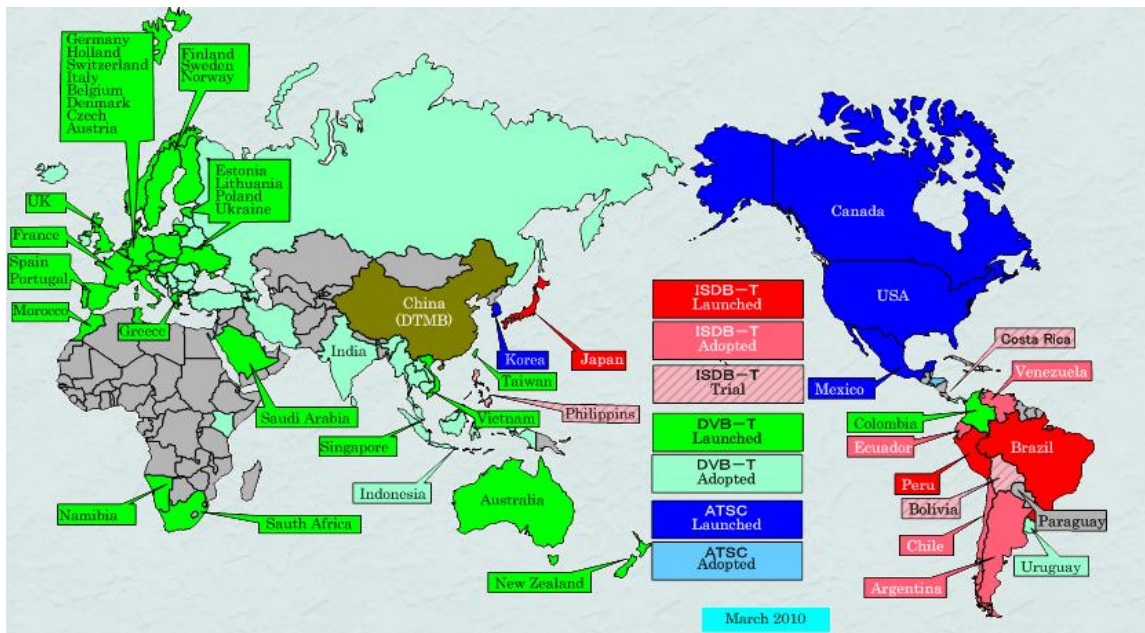 Germany
Holland
Switzerland
Italy
Belgium
Denmark
Czech
Austria
Finland
Sweden
Norway
Estonia
Lithuania
Poland
Ukraine
UK
France
Spain
Portugal
Morocco
Greece
Saudi Arabia
Namibia
Sauth Africa
India
China
(DTMB)
Korea
Japan
Taiwan
Vietnam
Philippins
Singapore
Indonesia
Australia
New Zealand
ISDB-T
Launched
ISDB-T
Adopted
ISDB-T
Trial
DVB-T
Launched
DVB-T
Adopted
ATSC
Launched
ATSC
Adopted
March 2010
Canada
USA
Mexico
Costa Rica
Venezuela
Colombia
Ecuador
Brazil
Peru
Bolívia
Paraguay
Chile
Uruguay
Argentina